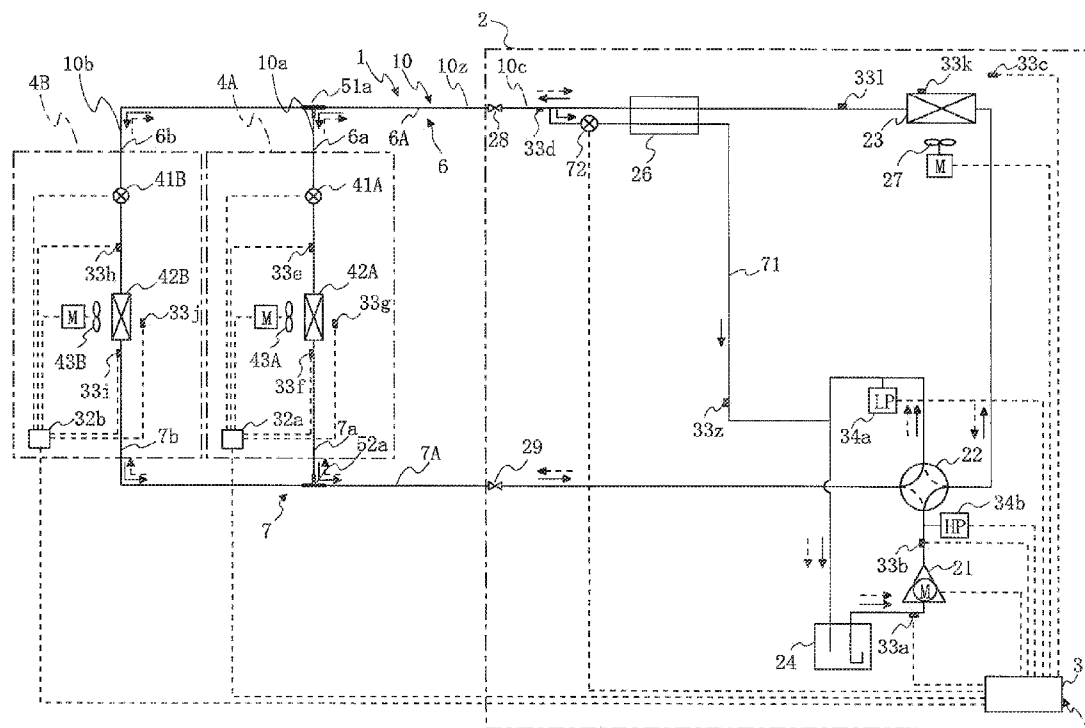 2
10b
4B
10a
4A
1
10
51a
10z
10c
33k
33c
33l
6b
6a
6A
6
28
33d
72
26
23
27
M
41B
41A
33h
33e
42B
42A
71
M
33j
M
33g
43B
43A
33i
33f
LP
33z
34a
32b
32a
7b
7a
52a
22
7A
29
34b
HP
7
33b
21
M
24
33a
3